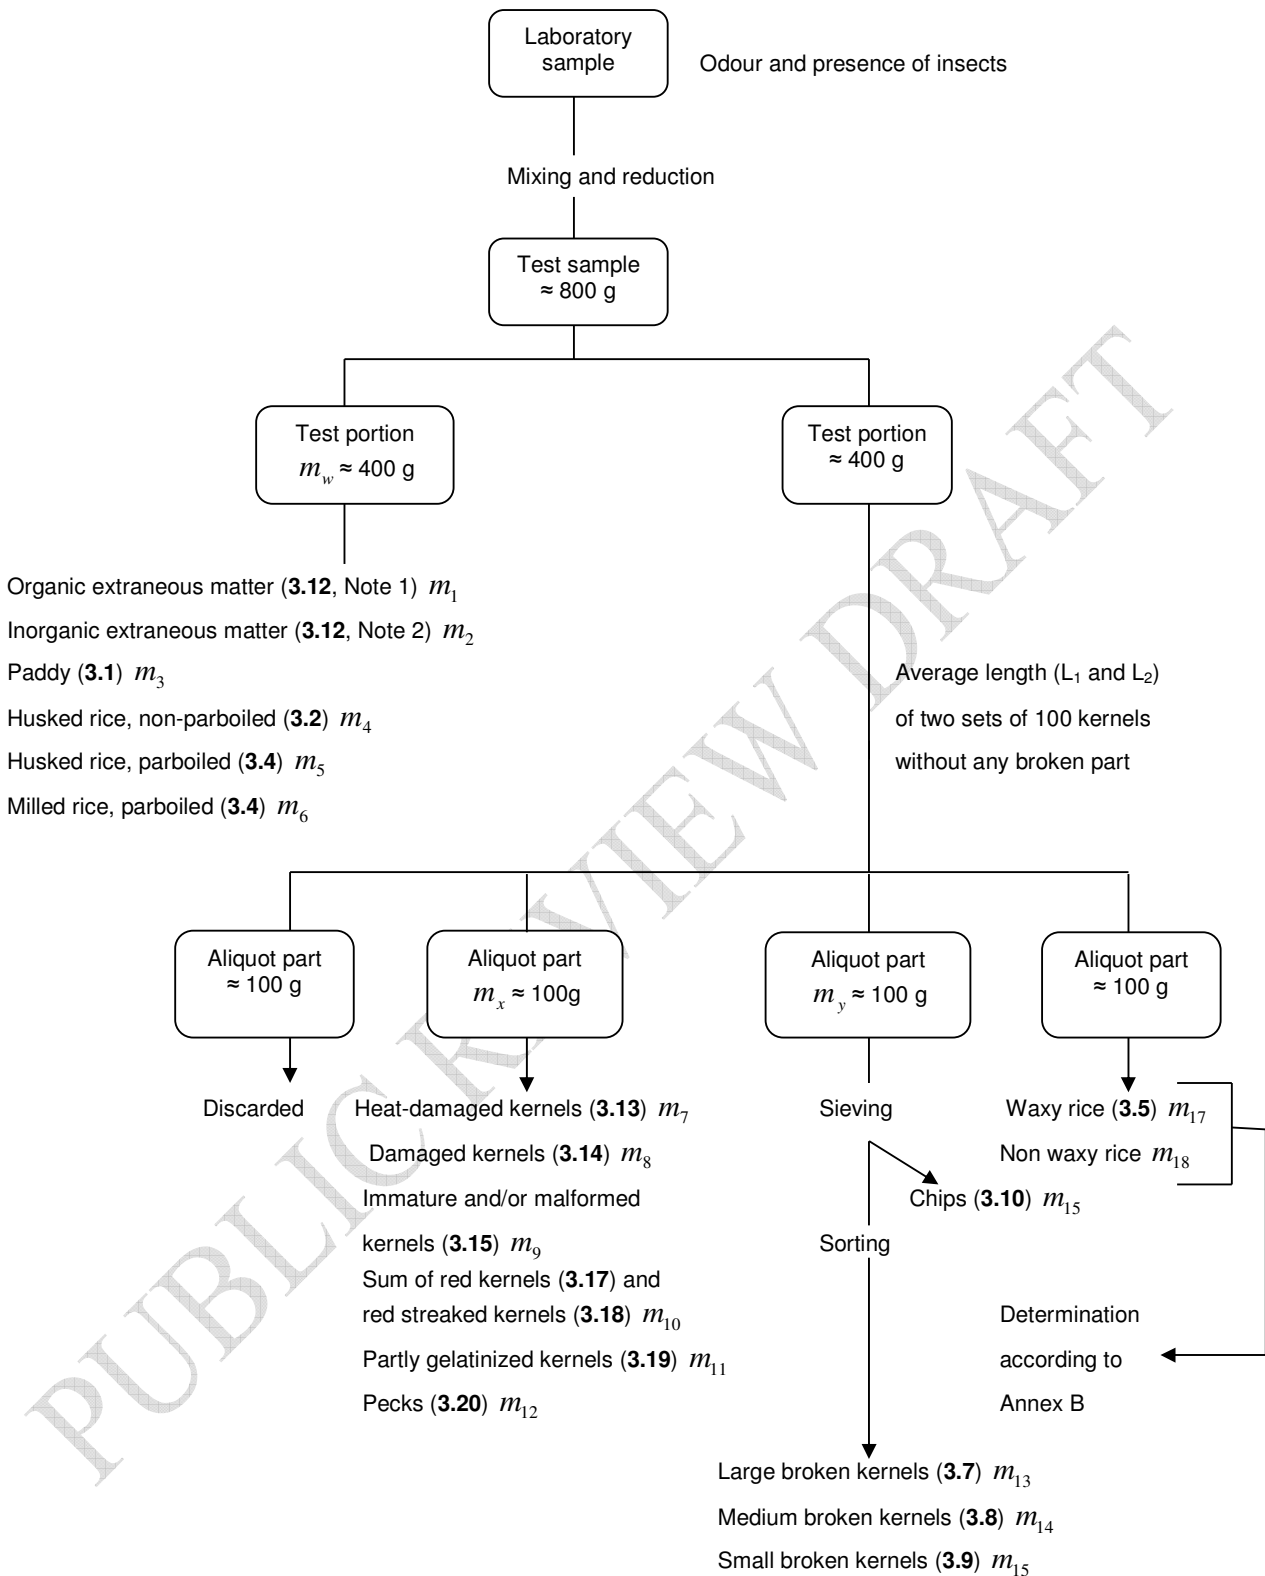 Laboratory
sample
Odour and presence of insects
Mixing and reduction
Test sample
≈ 800 g
Test portion
m_w ≈ 400 g
Test portion
≈ 400 g
Organic extraneous matter (3.12, Note 1) m_1
Inorganic extraneous matter (3.12, Note 2) m_2
Paddy (3.1) m_3
Husked rice, non-parboiled (3.2) m_4
Husked rice, parboiled (3.4) m_5
Milled rice, parboiled (3.4) m_6
Average length (L₁ and L₂)
of two sets of 100 kernels
without any broken part
Aliquot part
≈ 100 g
Aliquot part
m_x ≈ 100g
Aliquot part
m_y ≈ 100 g
Aliquot part
≈ 100 g
Discarded
Heat-damaged kernels (3.13) m_7
Damaged kernels (3.14) m_8
Immature and/or malformed
kernels (3.15) m_9
Sum of red kernels (3.17) and
red streaked kernels (3.18) m_10
Partly gelatinized kernels (3.19) m_11
Pecks (3.20) m_12
Sieving
Chips (3.10) m_15
Sorting
Large broken kernels (3.7) m_13
Medium broken kernels (3.8) m_14
Small broken kernels (3.9) m_15
Waxy rice (3.5) m_17
Non waxy rice m_18
Determination
according to
Annex B
PUBLIC REVIEW DRAFT